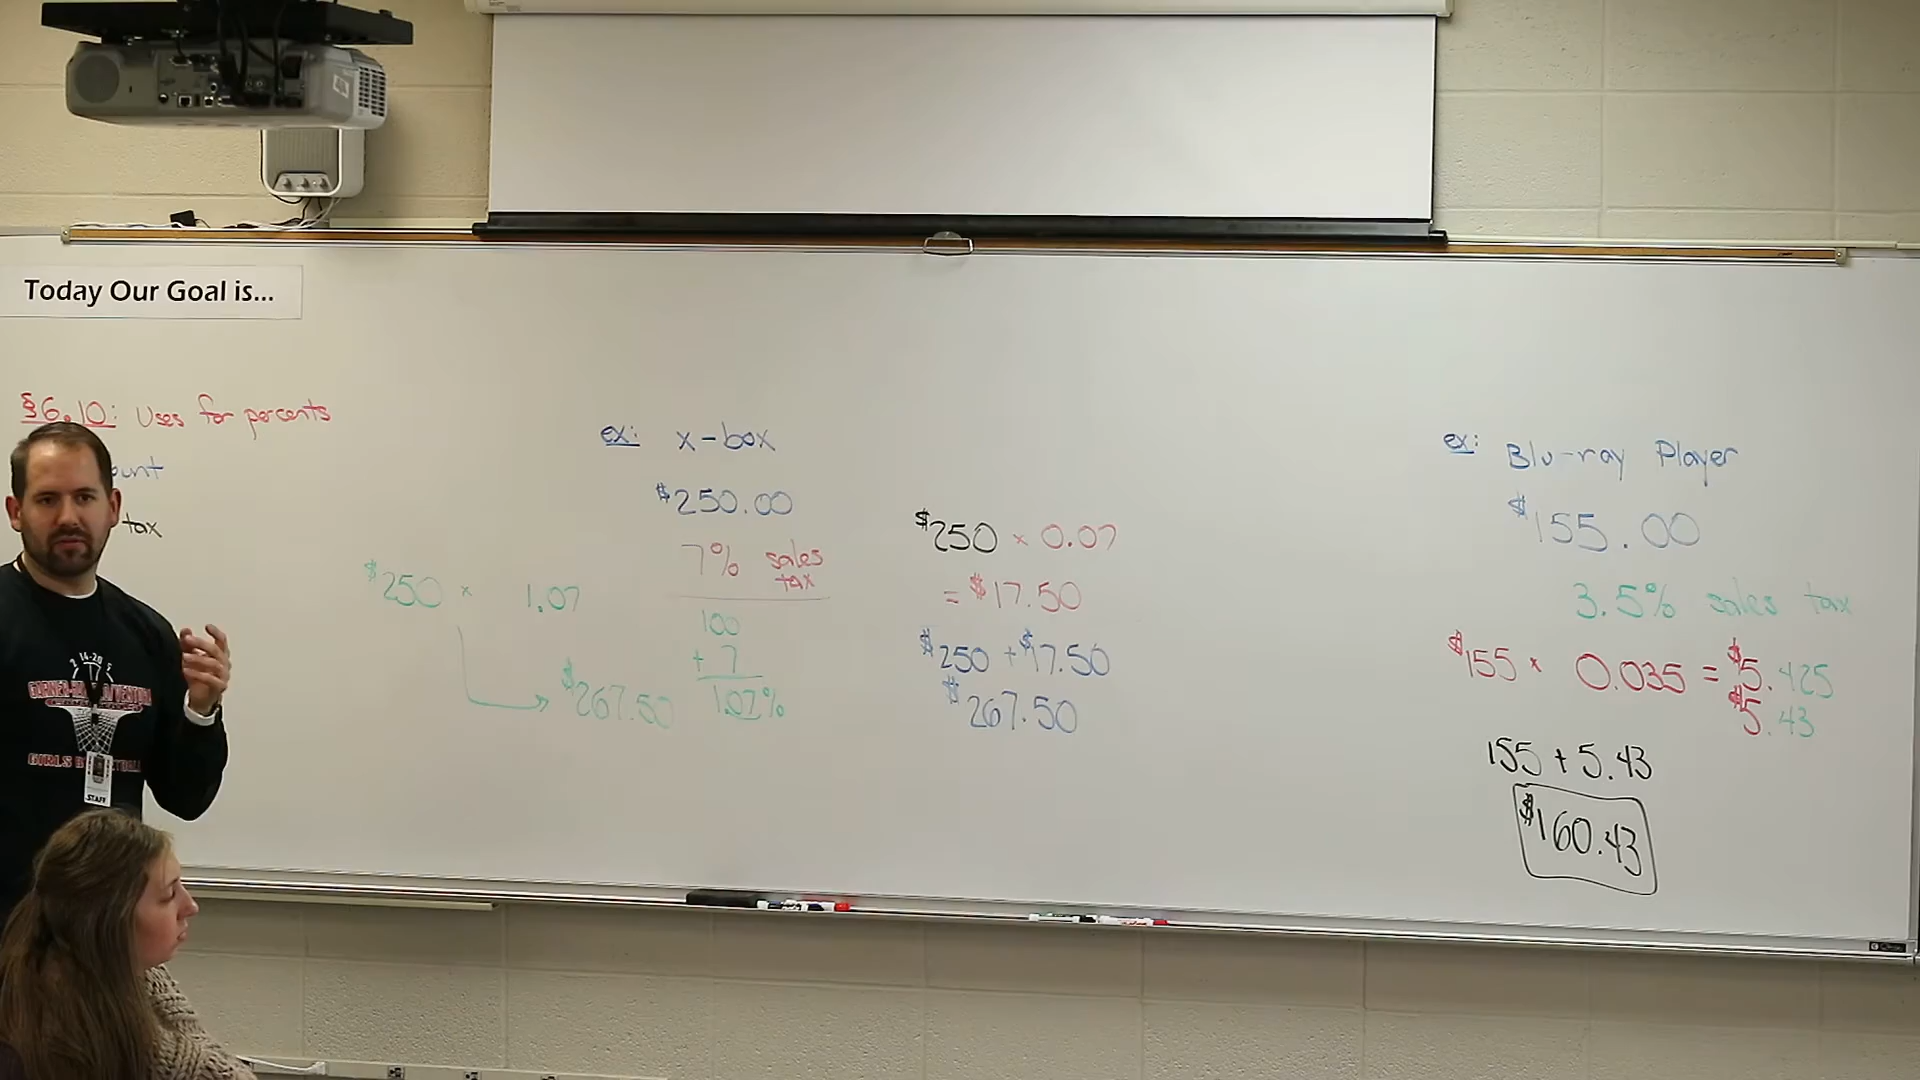 Today Our Goal is...
§6.10: Uses for percents
ount
tax
$250 × 1.07
$267.50
ex: x-box
$250.00
7% sales
tax
100
+ 7
1.07%
$250 × 0.07
= $17.50
$250 + $17.50
$267.50
ex: Blu-ray Player
$155.00
3.5% sales tax
$155 × 0.035 = $5.425
$5.43
155 + 5.43
$160.43
GIRLS B
STAFF